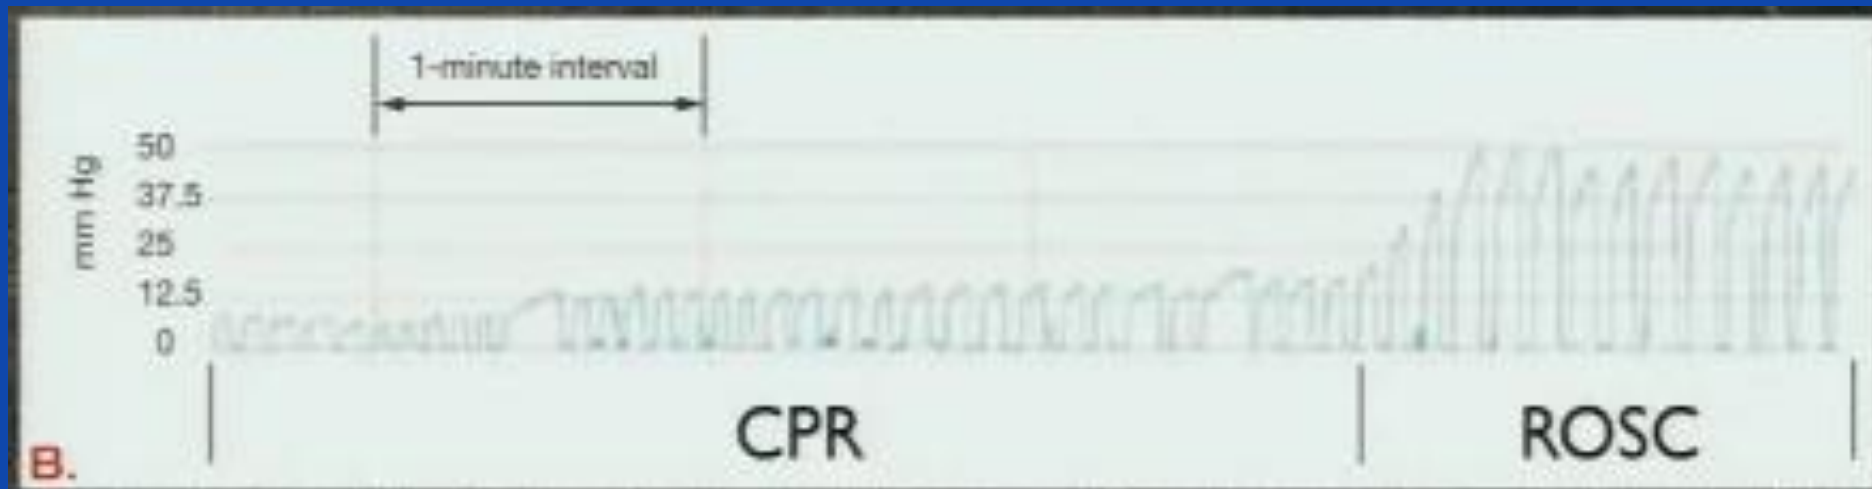 1-minute interval
mm Hg
50
37.5
25
12.5
0
CPR
ROSC
B.